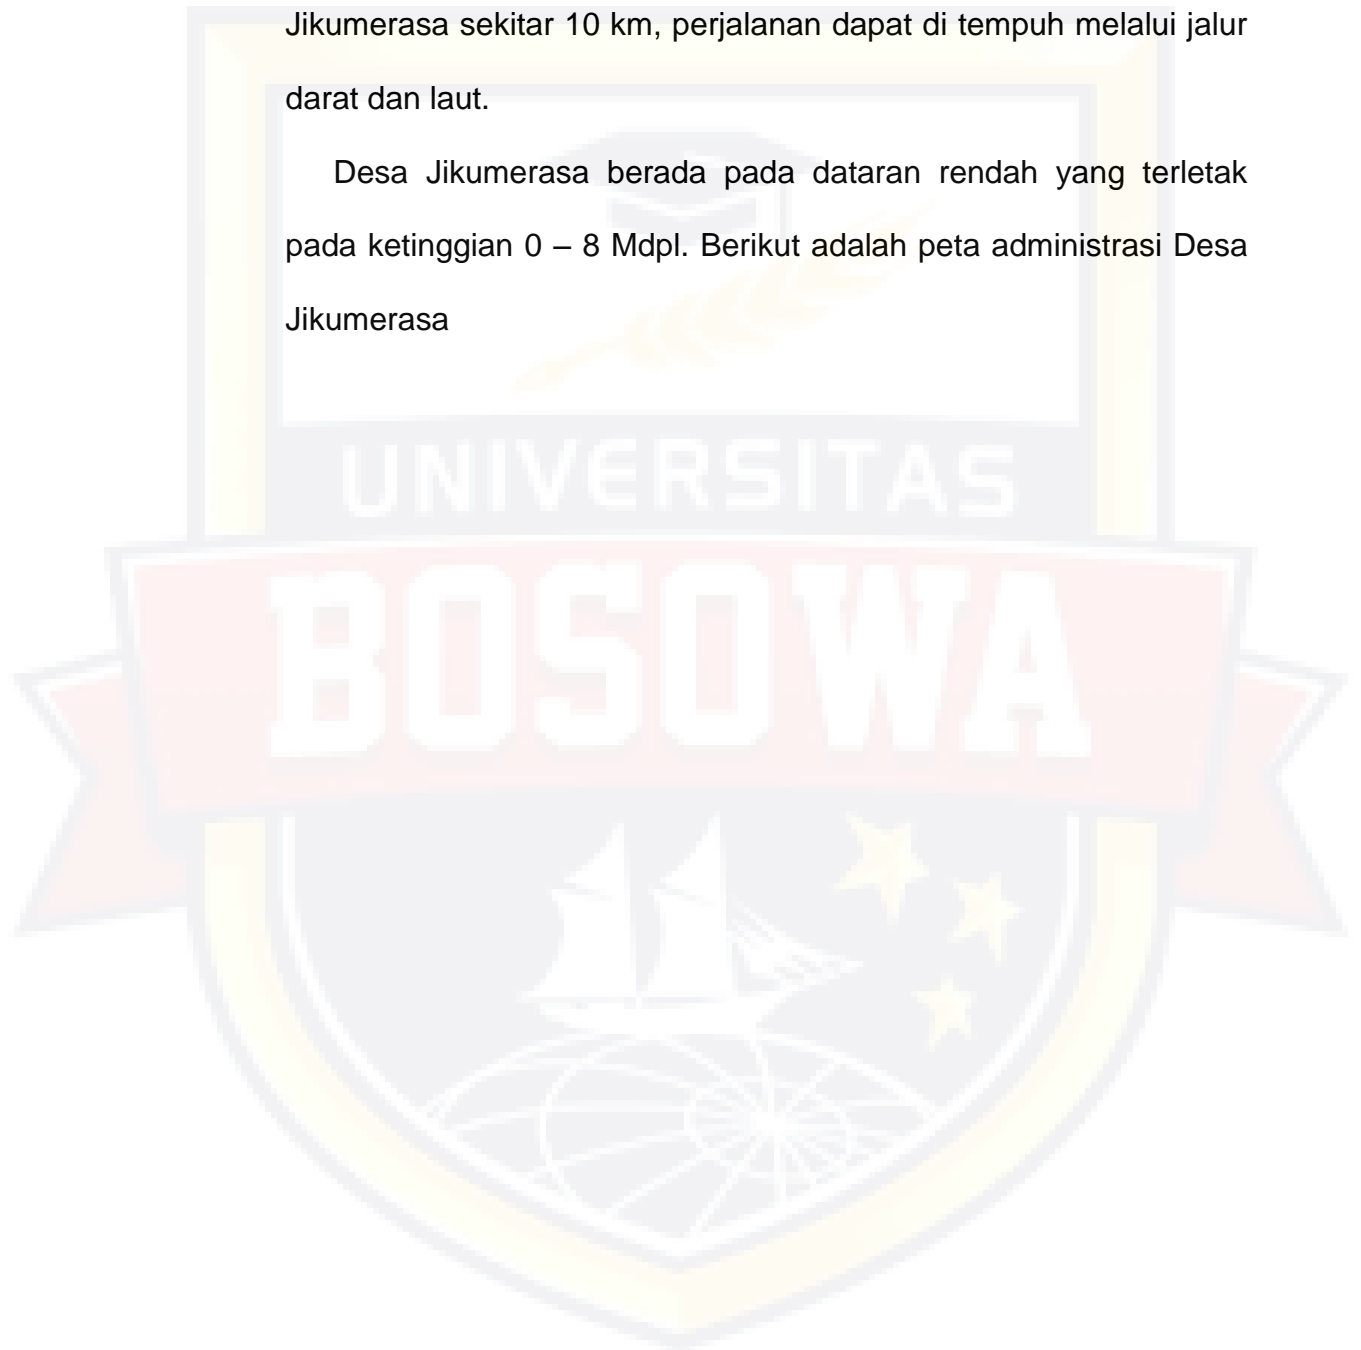 Jikumerasa sekitar 10 km, perjalanan dapat di tempuh melalui jalur
darat dan laut.
Desa Jikumerasa berada pada dataran rendah yang terletak
pada ketinggian 0 – 8 Mdpl. Berikut adalah peta administrasi Desa
Jikumerasa
UNIVERSITAS
BOSOWA